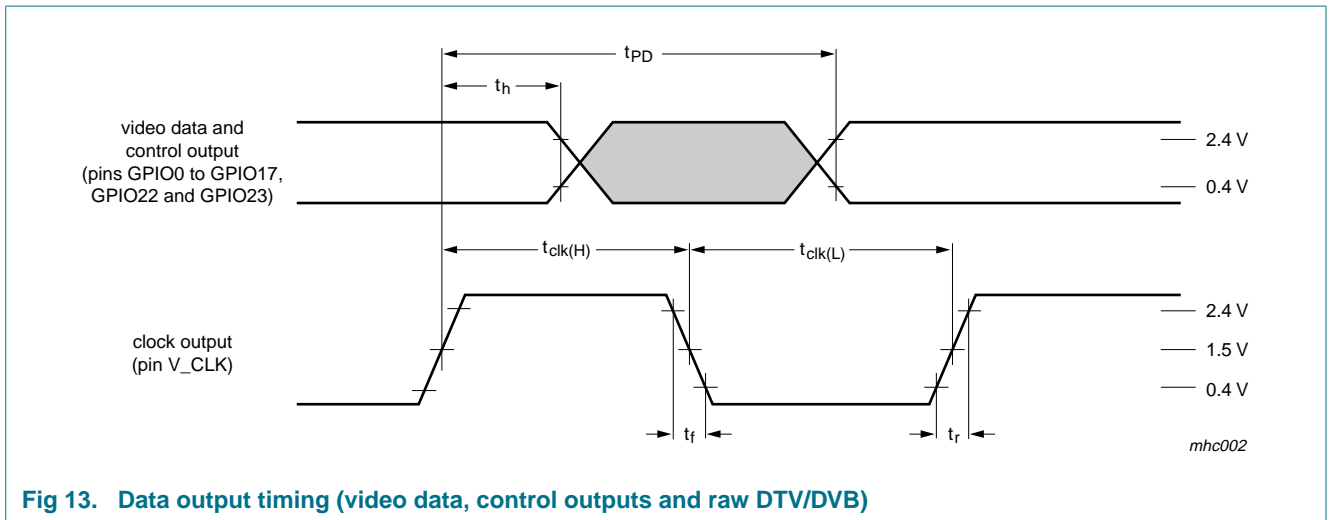 tPD
th
video data and
control output
(pins GPIO0 to GPIO17,
GPIO22 and GPIO23)
2.4 V
0.4 V
tclk(H)
tclk(L)
clock output
(pin V_CLK)
2.4 V
1.5 V
0.4 V
tf
tr
mhc002
Fig 13. Data output timing (video data, control outputs and raw DTV/DVB)